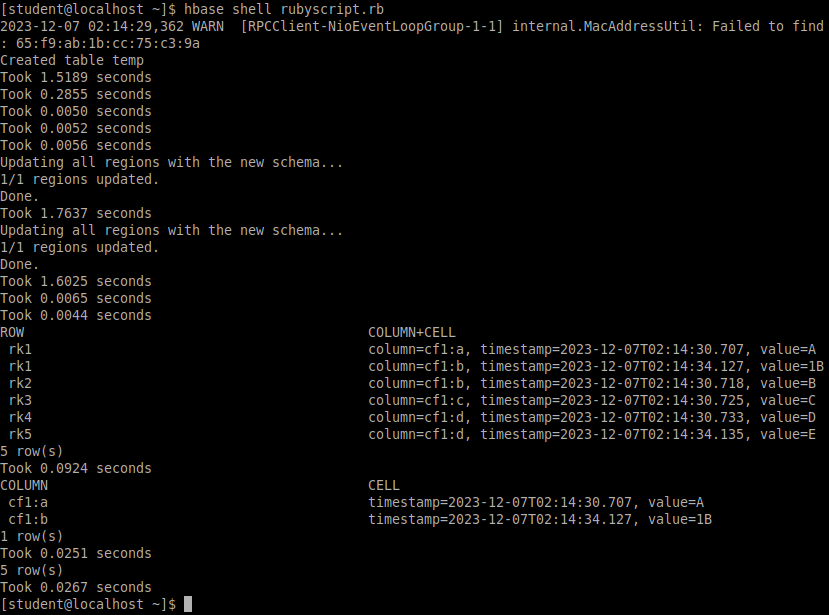 [student@localhost ~]$ hbase shell rubyscript.rb
2023-12-07 02:14:29,362 WARN  [RPCClient-NioEventLoopGroup-1-1] internal.MacAddressUtil: Failed to find
: 65:f9:ab:1b:cc:75:c3:9a
Created table temp
Took 1.5189 seconds
Took 0.2855 seconds
Took 0.0050 seconds
Took 0.0052 seconds
Took 0.0056 seconds
Updating all regions with the new schema...
1/1 regions updated.
Done.
Took 1.7637 seconds
Updating all regions with the new schema...
1/1 regions updated.
Done.
Took 1.6025 seconds
Took 0.0065 seconds
Took 0.0044 seconds
ROW                                           COLUMN+CELL
 rk1                                          column=cf1:a, timestamp=2023-12-07T02:14:30.707, value=A
 rk1                                          column=cf1:b, timestamp=2023-12-07T02:14:34.127, value=1B
 rk2                                          column=cf1:b, timestamp=2023-12-07T02:14:30.718, value=B
 rk3                                          column=cf1:c, timestamp=2023-12-07T02:14:30.725, value=C
 rk4                                          column=cf1:d, timestamp=2023-12-07T02:14:30.733, value=D
 rk5                                          column=cf1:d, timestamp=2023-12-07T02:14:34.135, value=E
5 row(s)
Took 0.0924 seconds
COLUMN                                        CELL
 cf1:a                                        timestamp=2023-12-07T02:14:30.707, value=A
 cf1:b                                        timestamp=2023-12-07T02:14:34.127, value=1B
1 row(s)
Took 0.0251 seconds
5 row(s)
Took 0.0267 seconds
[student@localhost ~]$